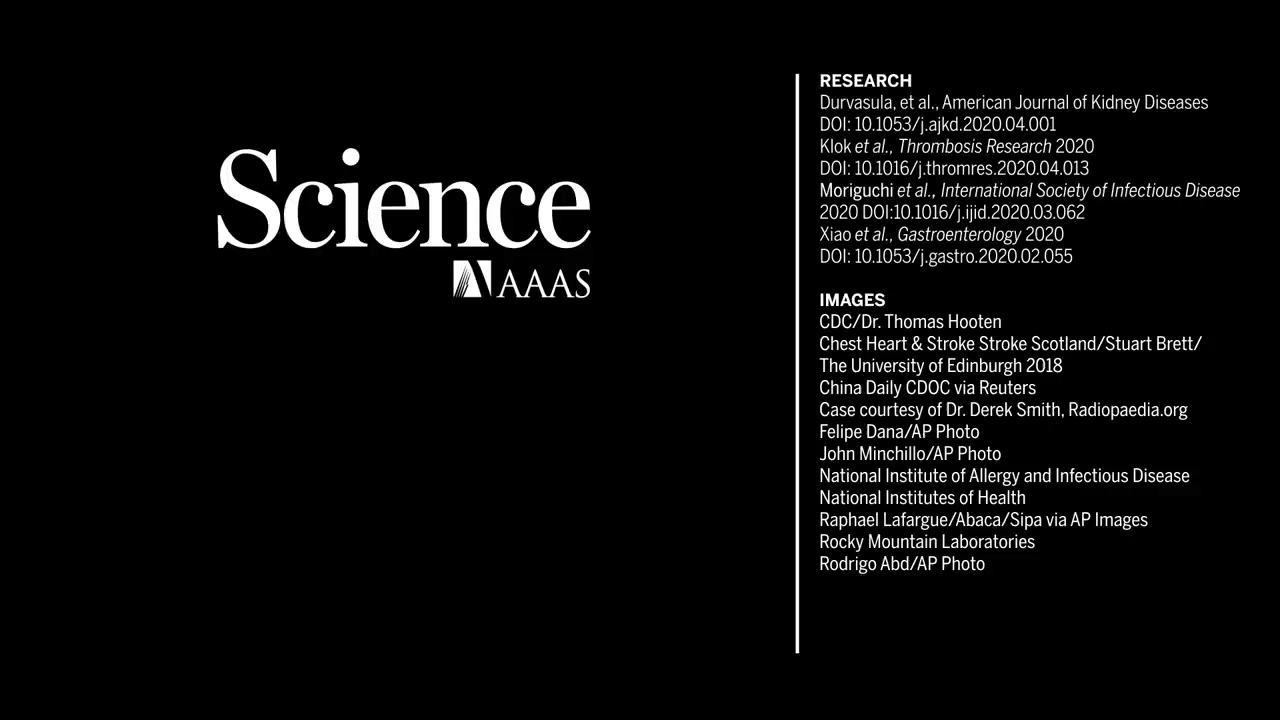 Science
AAAS
RESEARCH
Durvasula, et al., American Journal of Kidney Diseases
DOI: 10.1053/j.ajkd.2020.04.001
Klok et al., Thrombosis Research 2020
DOI: 10.1016/j.thromres.2020.04.013
Moriguchi et al., International Society of Infectious Disease
2020 DOI:10.1016/j.ijid.2020.03.062
Xiao et al., Gastroenterology 2020
DOI: 10.1053/j.gastro.2020.02.055
IMAGES
CDC/Dr. Thomas Hooten
Chest Heart & Stroke Stroke Scotland/Stuart Brett/
The University of Edinburgh 2018
China Daily CDOC via Reuters
Case courtesy of Dr. Derek Smith, Radiopaedia.org
Felipe Dana/AP Photo
John Minchillo/AP Photo
National Institute of Allergy and Infectious Disease
National Institutes of Health
Raphael Lafargue/Abaca/Sipa via AP Images
Rocky Mountain Laboratories
Rodrigo Abd/AP Photo